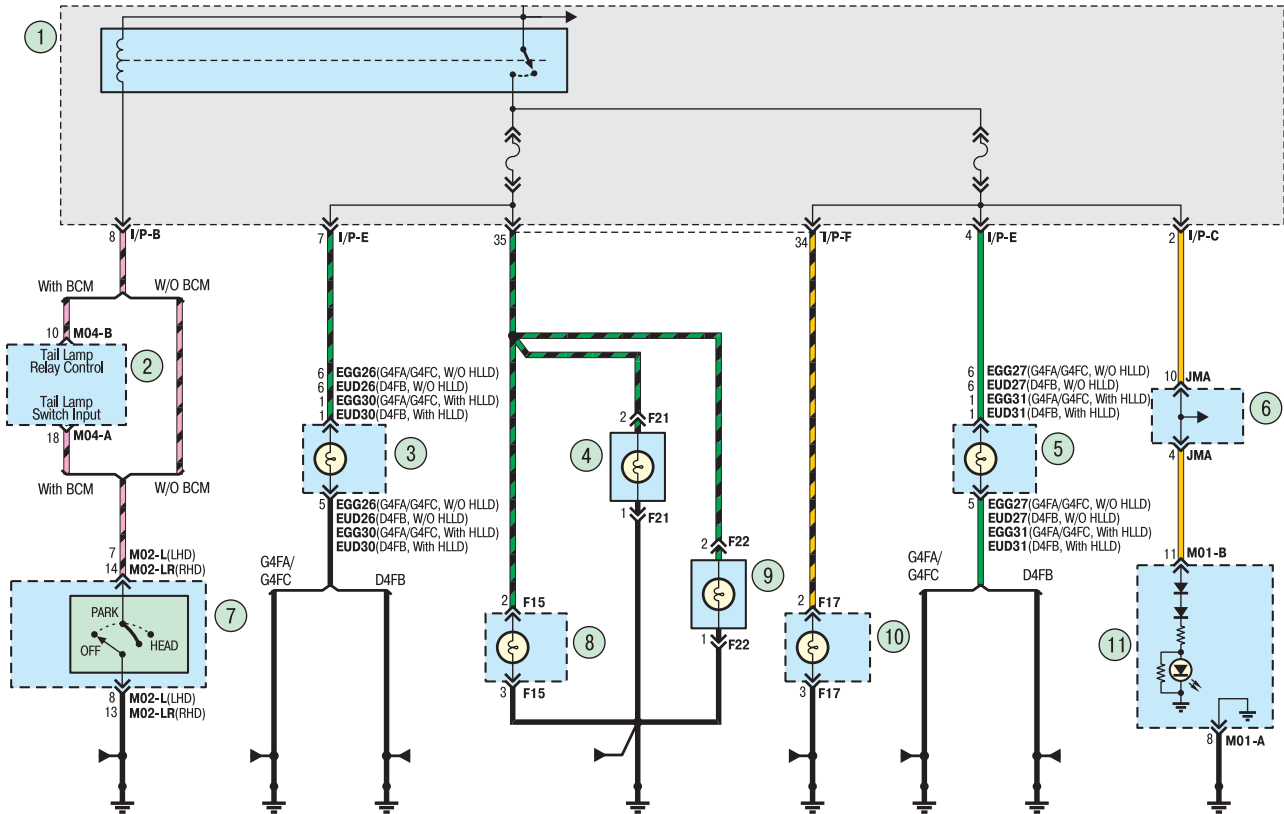 1
8 I/P-B
7 I/P-E
35
34 I/P-F
4 I/P-E
2 I/P-C
With BCM W/O BCM
10 M04-B
Tail Lamp
Relay Control
Tail Lamp
Switch Input
2
18 M04-A
With BCM W/O BCM
7 M02-L(LHD)
14 M02-LR(RHD)
PARK
OFF
HEAD
7
8 M02-L(LHD)
13 M02-LR(RHD)
6 EGG26(G4FA/G4FC, W/O HLLD)
6 EUD26(D4FB, W/O HLLD)
1 EGG30(G4FA/G4FC, With HLLD)
1 EUD30(D4FB, With HLLD)
3
5 EGG26(G4FA/G4FC, W/O HLLD)
EUD26(D4FB, W/O HLLD)
EGG30(G4FA/G4FC, With HLLD)
EUD30(D4FB, With HLLD)
G4FA/
G4FC
D4FB
2 F15
8
3 F15
2 F21
4
1 F21
2 F22
9
1 F22
2 F17
10
3 F17
6 EGG27(G4FA/G4FC, W/O HLLD)
6 EUD27(D4FB, W/O HLLD)
1 EGG31(G4FA/G4FC, With HLLD)
1 EUD31(D4FB, With HLLD)
5
5 EGG27(G4FA/G4FC, W/O HLLD)
EUD27(D4FB, W/O HLLD)
EGG31(G4FA/G4FC, With HLLD)
EUD31(D4FB, With HLLD)
G4FA/
G4FC
D4FB
10 JMA
6
4 JMA
11 M01-B
11
8 M01-A